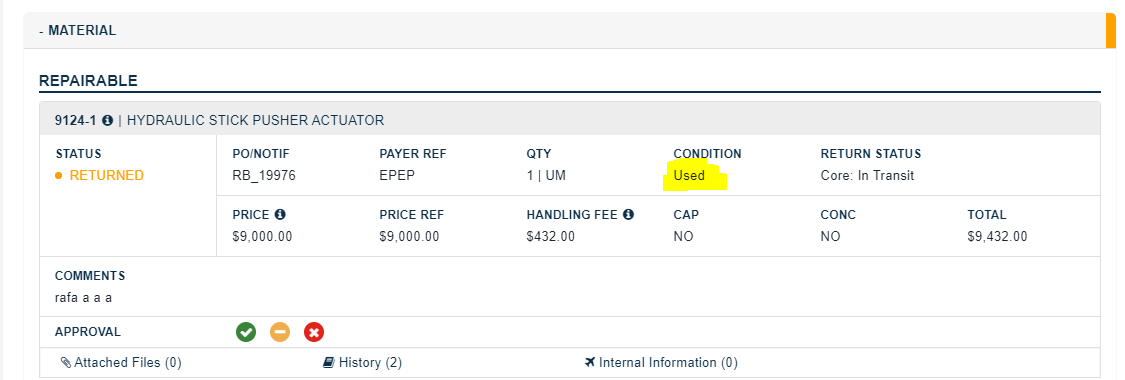 - MATERIAL
REPAIRABLE
9124-1 | HYDRAULIC STICK PUSHER ACTUATOR
STATUS PO/NOTIF PAYER REF QTY CONDITION RETURN STATUS
RETURNED RB_19976 EPEP 1 | UM Used Core: In Transit
PRICE PRICE REF HANDLING FEE CAP CONC TOTAL
$9,000.00 $9,000.00 $432.00 NO NO $9,432.00
COMMENTS
rafa a a a
APPROVAL
Attached Files (0) History (2) Internal Information (0)